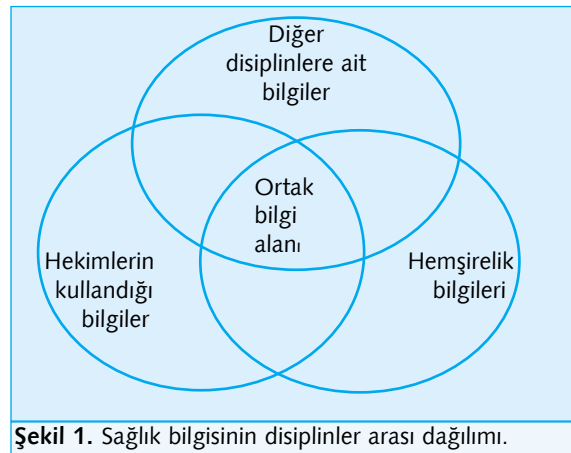 Diğer
disiplinlere ait
bilgiler
Ortak
bilgi
alanı
Hekimlerin
kullandığı
bilgiler
Hemşirelik
bilgileri
Şekil 1. Sağlık bilgisinin disiplinler arası dağılımı.